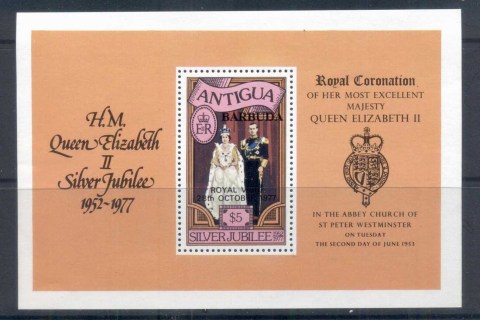 H.M.
Queen Elizabeth
II
Silver Jubilee
1952~1977
ANTIGUA
BARBUDA
E II R
ROYAL VISIT
28th OCTOBER 1977
$5
SILVER JUBILEE
Royal Coronation
OF HER MOST EXCELLENT
MAJESTY
QUEEN ELIZABETH II
IN THE ABBEY CHURCH OF
ST PETER WESTMINSTER
ON TUESDAY
THE SECOND DAY OF JUNE 1953